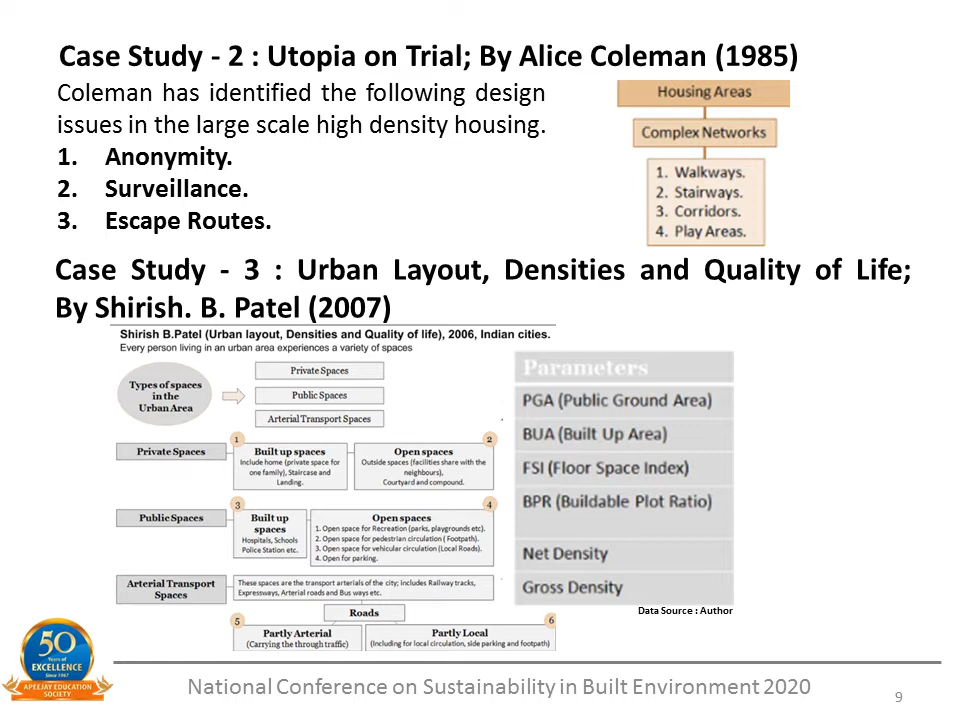 Case Study - 2 : Utopia on Trial; By Alice Coleman (1985)
Coleman has identified the following design
issues in the large scale high density housing.
1. Anonymity.
2. Surveillance.
3. Escape Routes.
Housing Areas
Complex Networks
1. Walkways.
2. Stairways.
3. Corridors.
4. Play Areas.
Case Study - 3 : Urban Layout, Densities and Quality of Life;
By Shirish. B. Patel (2007)
Shirish B.Patel (Urban layout, Densities and Quality of life), 2006, Indian cities.
Every person living in an urban area experiences a variety of spaces
Types of spaces
in the
Urban Area
Private Spaces
Public Spaces
Arterial Transport Spaces
Private Spaces
1
Built up spaces
Include home (private space for
one family), Staircase and
Landing.
2
Open spaces
Outside spaces (facilities share with the
neighbours),
Courtyard and compound.
Public Spaces
3
Built up
spaces
Hospitals, Schools
Police Station etc.
4
Open spaces
1. Open space for Recreation (parks, playgrounds etc).
2. Open space for pedestrian circulation ( Footpath).
3. Open space for vehicular circulation (Local Roads).
4. Open for parking.
Arterial Transport
Spaces
These spaces are the transport arterials of the city; includes Railway tracks,
Expressways, Arterial roads and Bus ways etc.
Roads
5
Partly Arterial
(Carrying the through traffic)
6
Partly Local
(Including for local circulation, side parking and footpath)
Parameters
PGA (Public Ground Area)
BUA (Built Up Area)
FSI (Floor Space Index)
BPR (Buildable Plot Ratio)
Net Density
Gross Density
Data Source : Author
50
Years of
EXCELLENCE
Since 1967
APEEJAY EDUCATION
SOCIETY
National Conference on Sustainability in Built Environment 2020
9